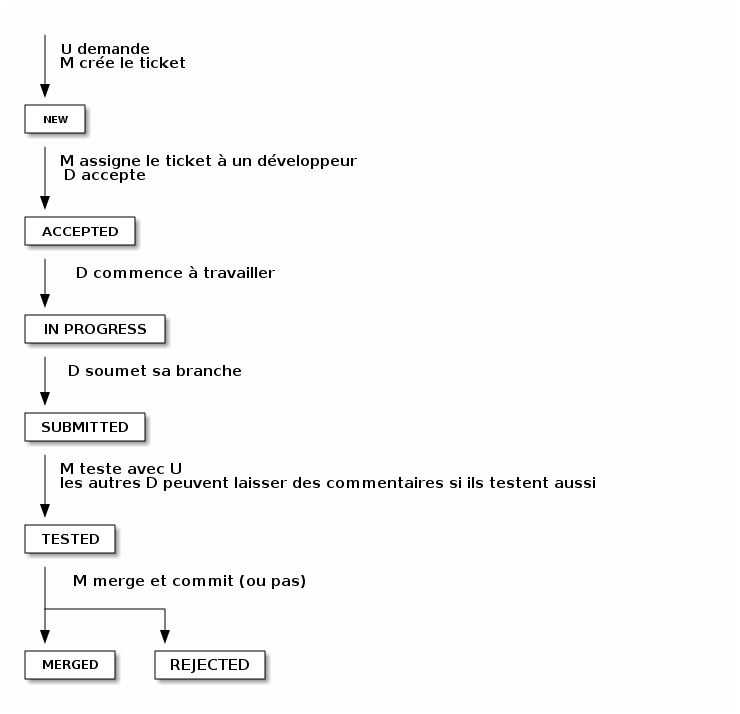 U demande
M crée le ticket
NEW
M assigne le ticket à un développeur
D accepte
ACCEPTED
D commence à travailler
IN PROGRESS
D soumet sa branche
SUBMITTED
M teste avec U
les autres D peuvent laisser des commentaires si ils testent aussi
TESTED
M merge et commit (ou pas)
MERGED
REJECTED